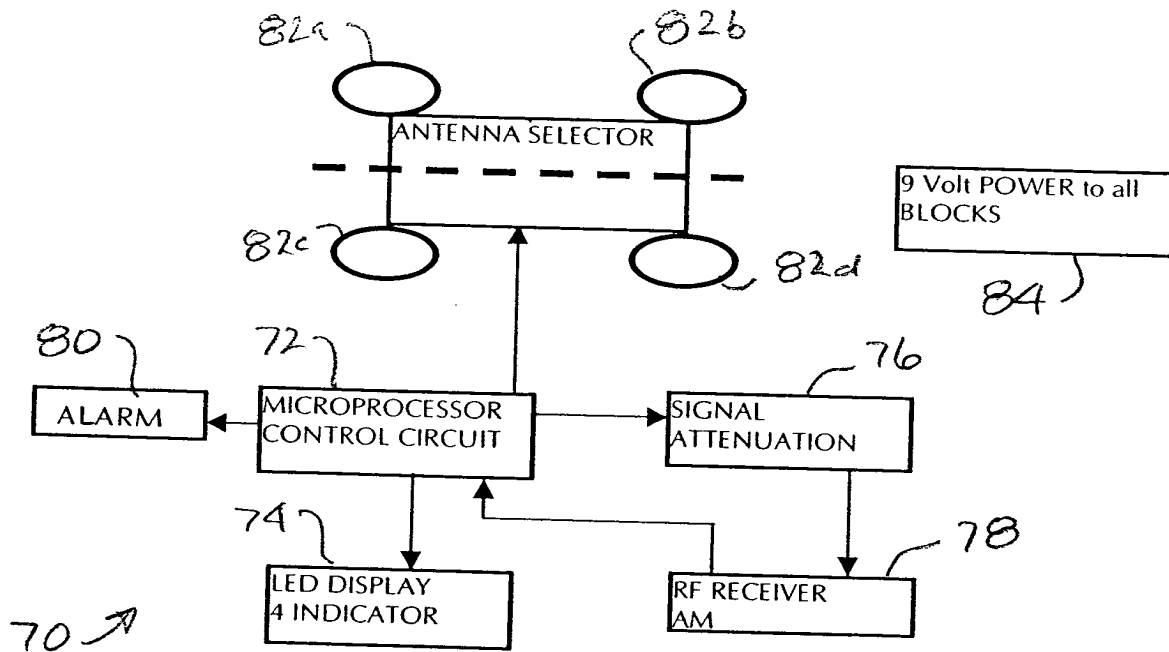 82a
82b
ANTENNA SELECTOR
9 Volt POWER to all
BLOCKS
82c
82d
84
80
72
76
ALARM
MICROPROCESSOR
CONTROL CIRCUIT
SIGNAL
ATTENUATION
74
78
LED DISPLAY
4 INDICATOR
RF RECEIVER
AM
70